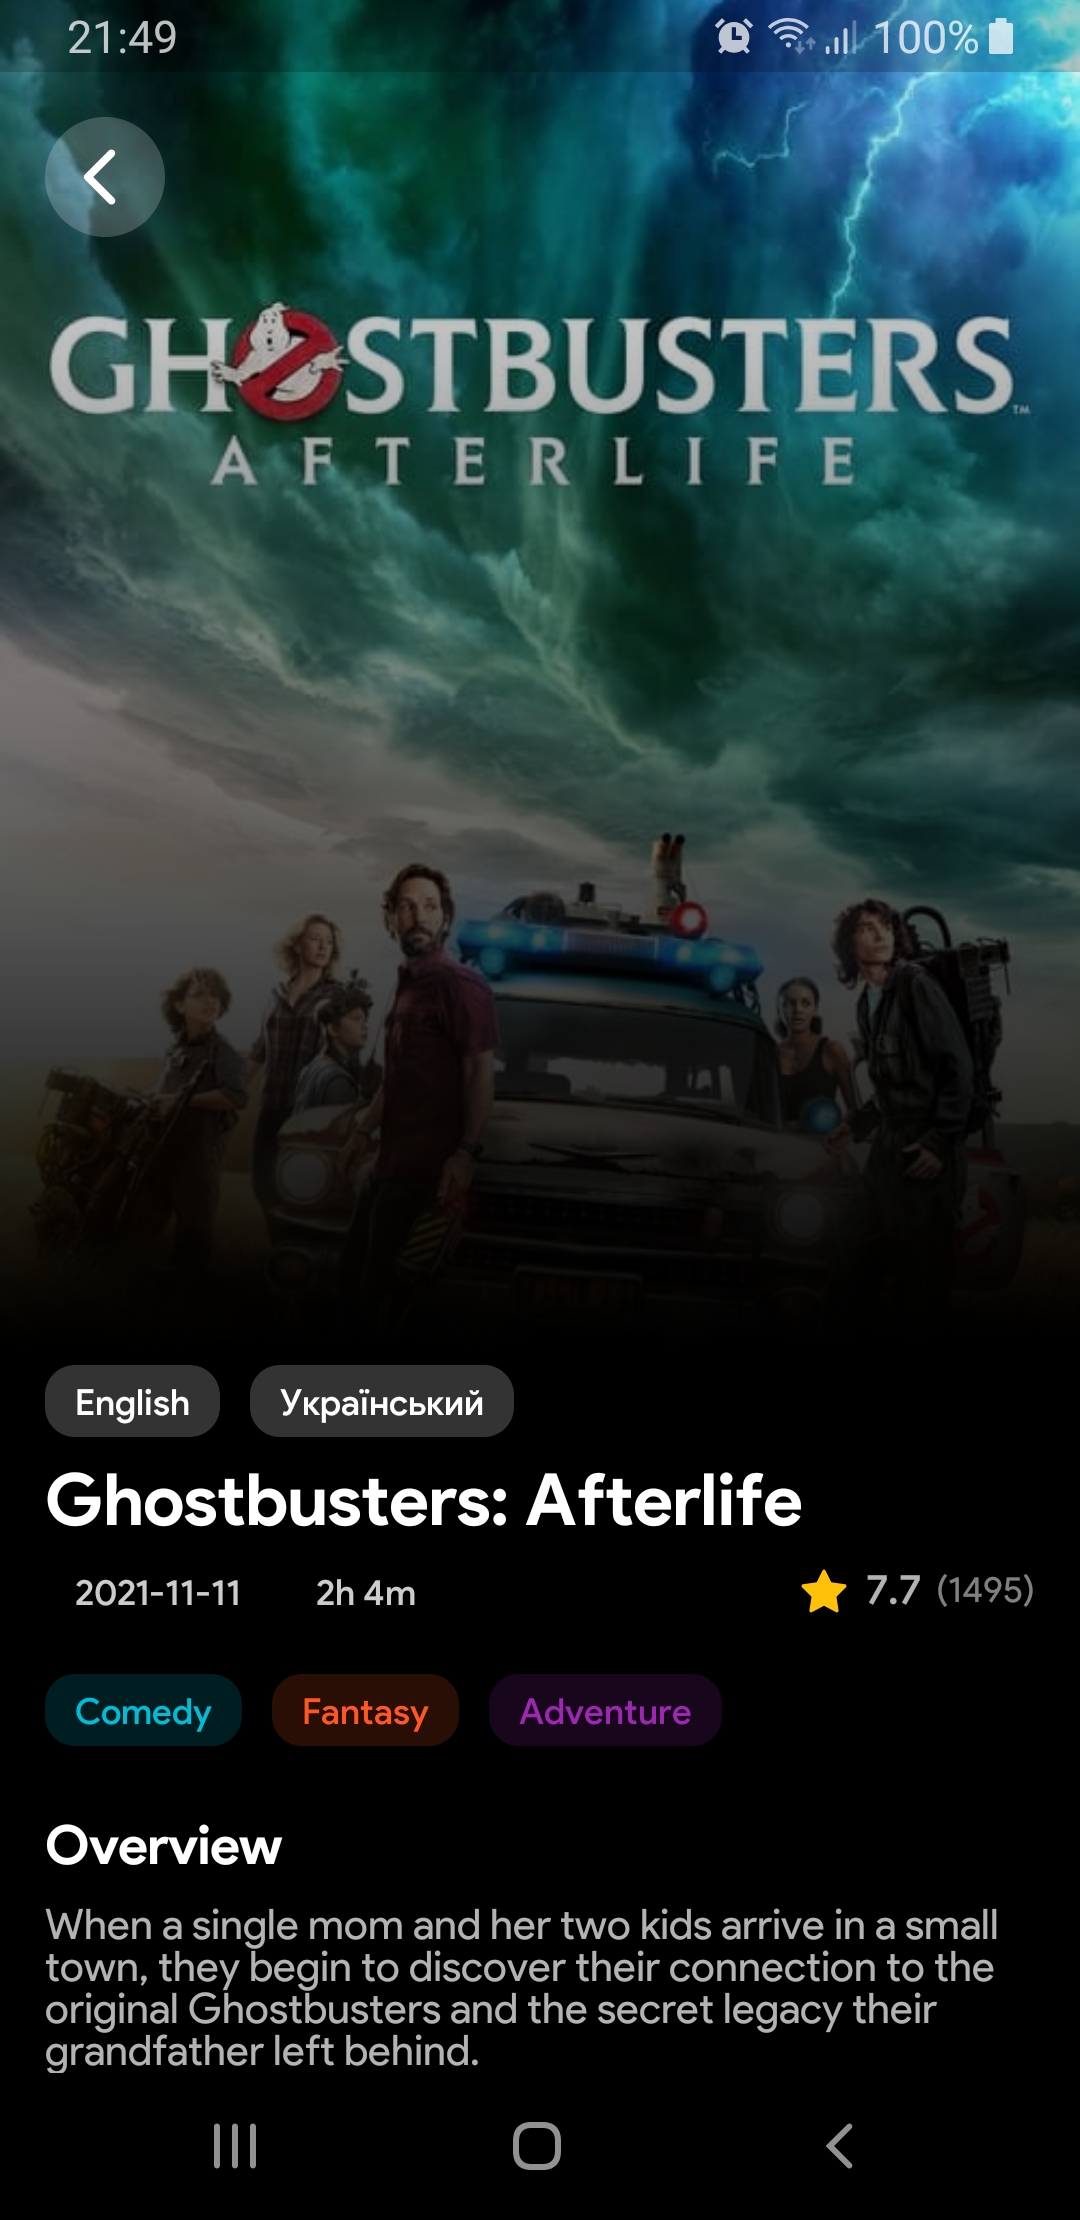 21:49 100%
GHOSTBUSTERS™
AFTERLIFE
English Український
Ghostbusters: Afterlife
2021-11-11 2h 4m 7.7 (1495)
Comedy Fantasy Adventure
Overview
When a single mom and her two kids arrive in a small
town, they begin to discover their connection to the
original Ghostbusters and the secret legacy their
grandfather left behind.